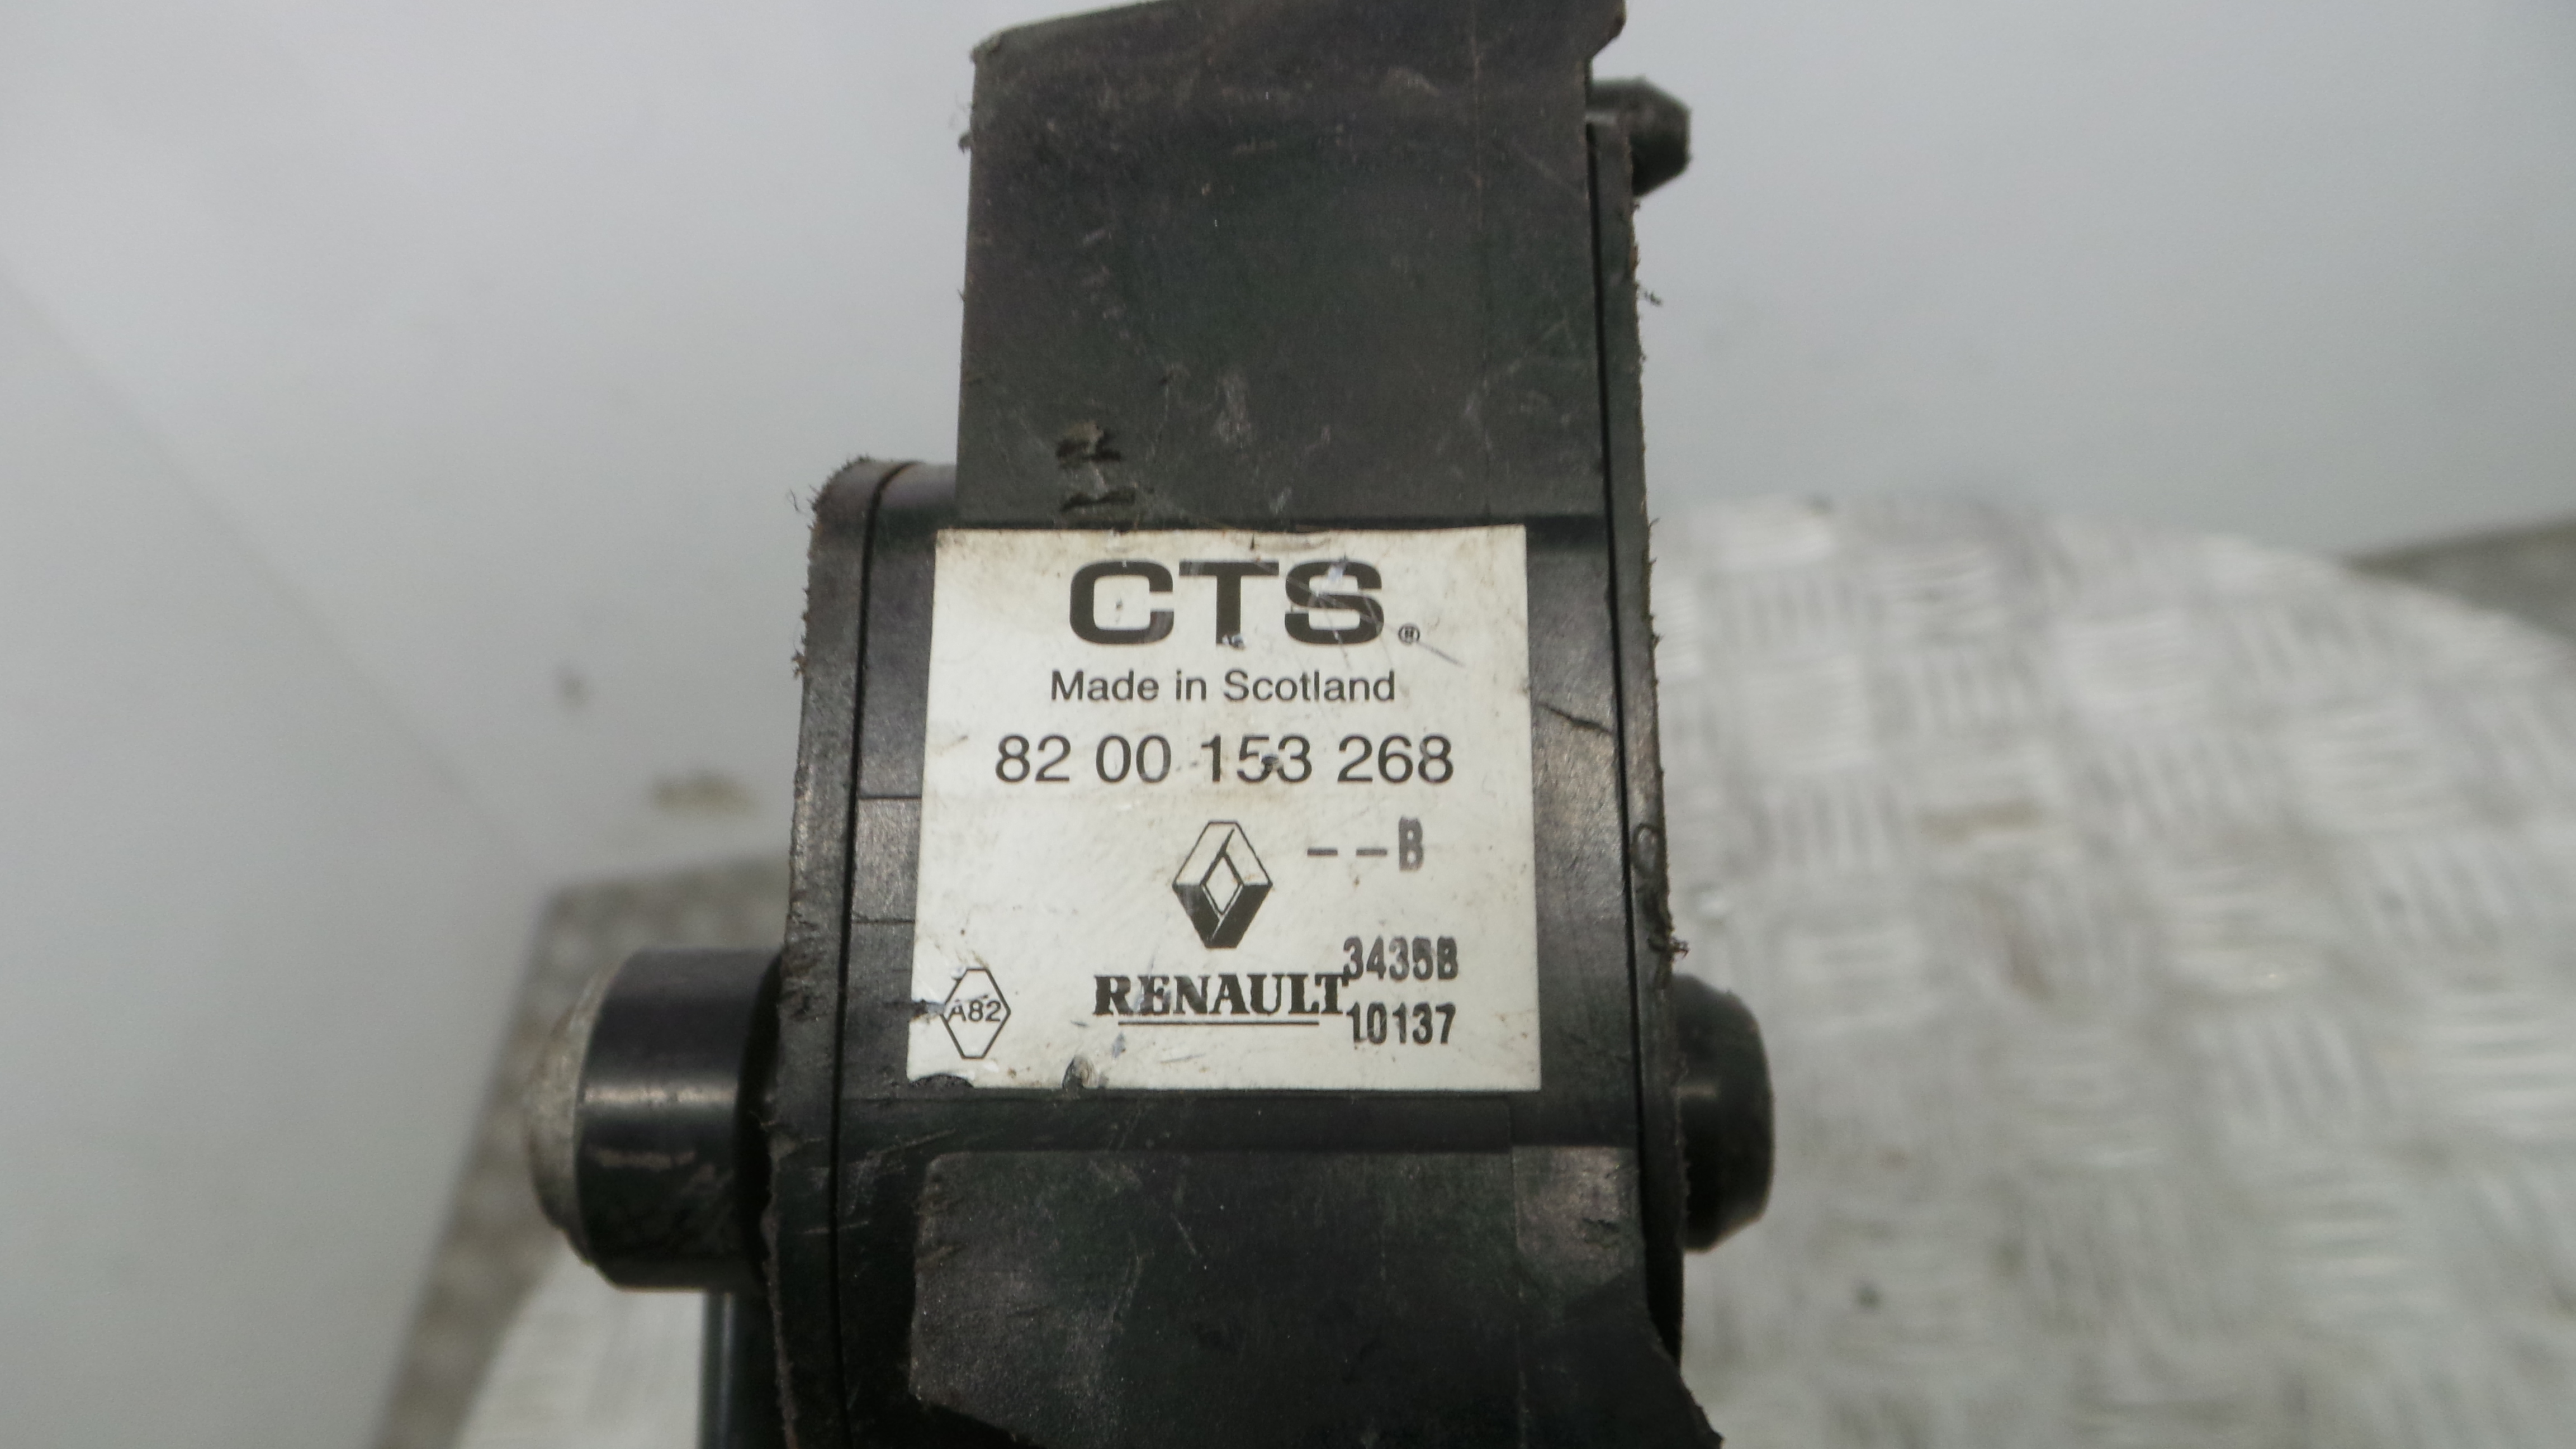 CTS®
Made in Scotland
82 00 153 268
– – B
3435B
RENAULT
10137
A82